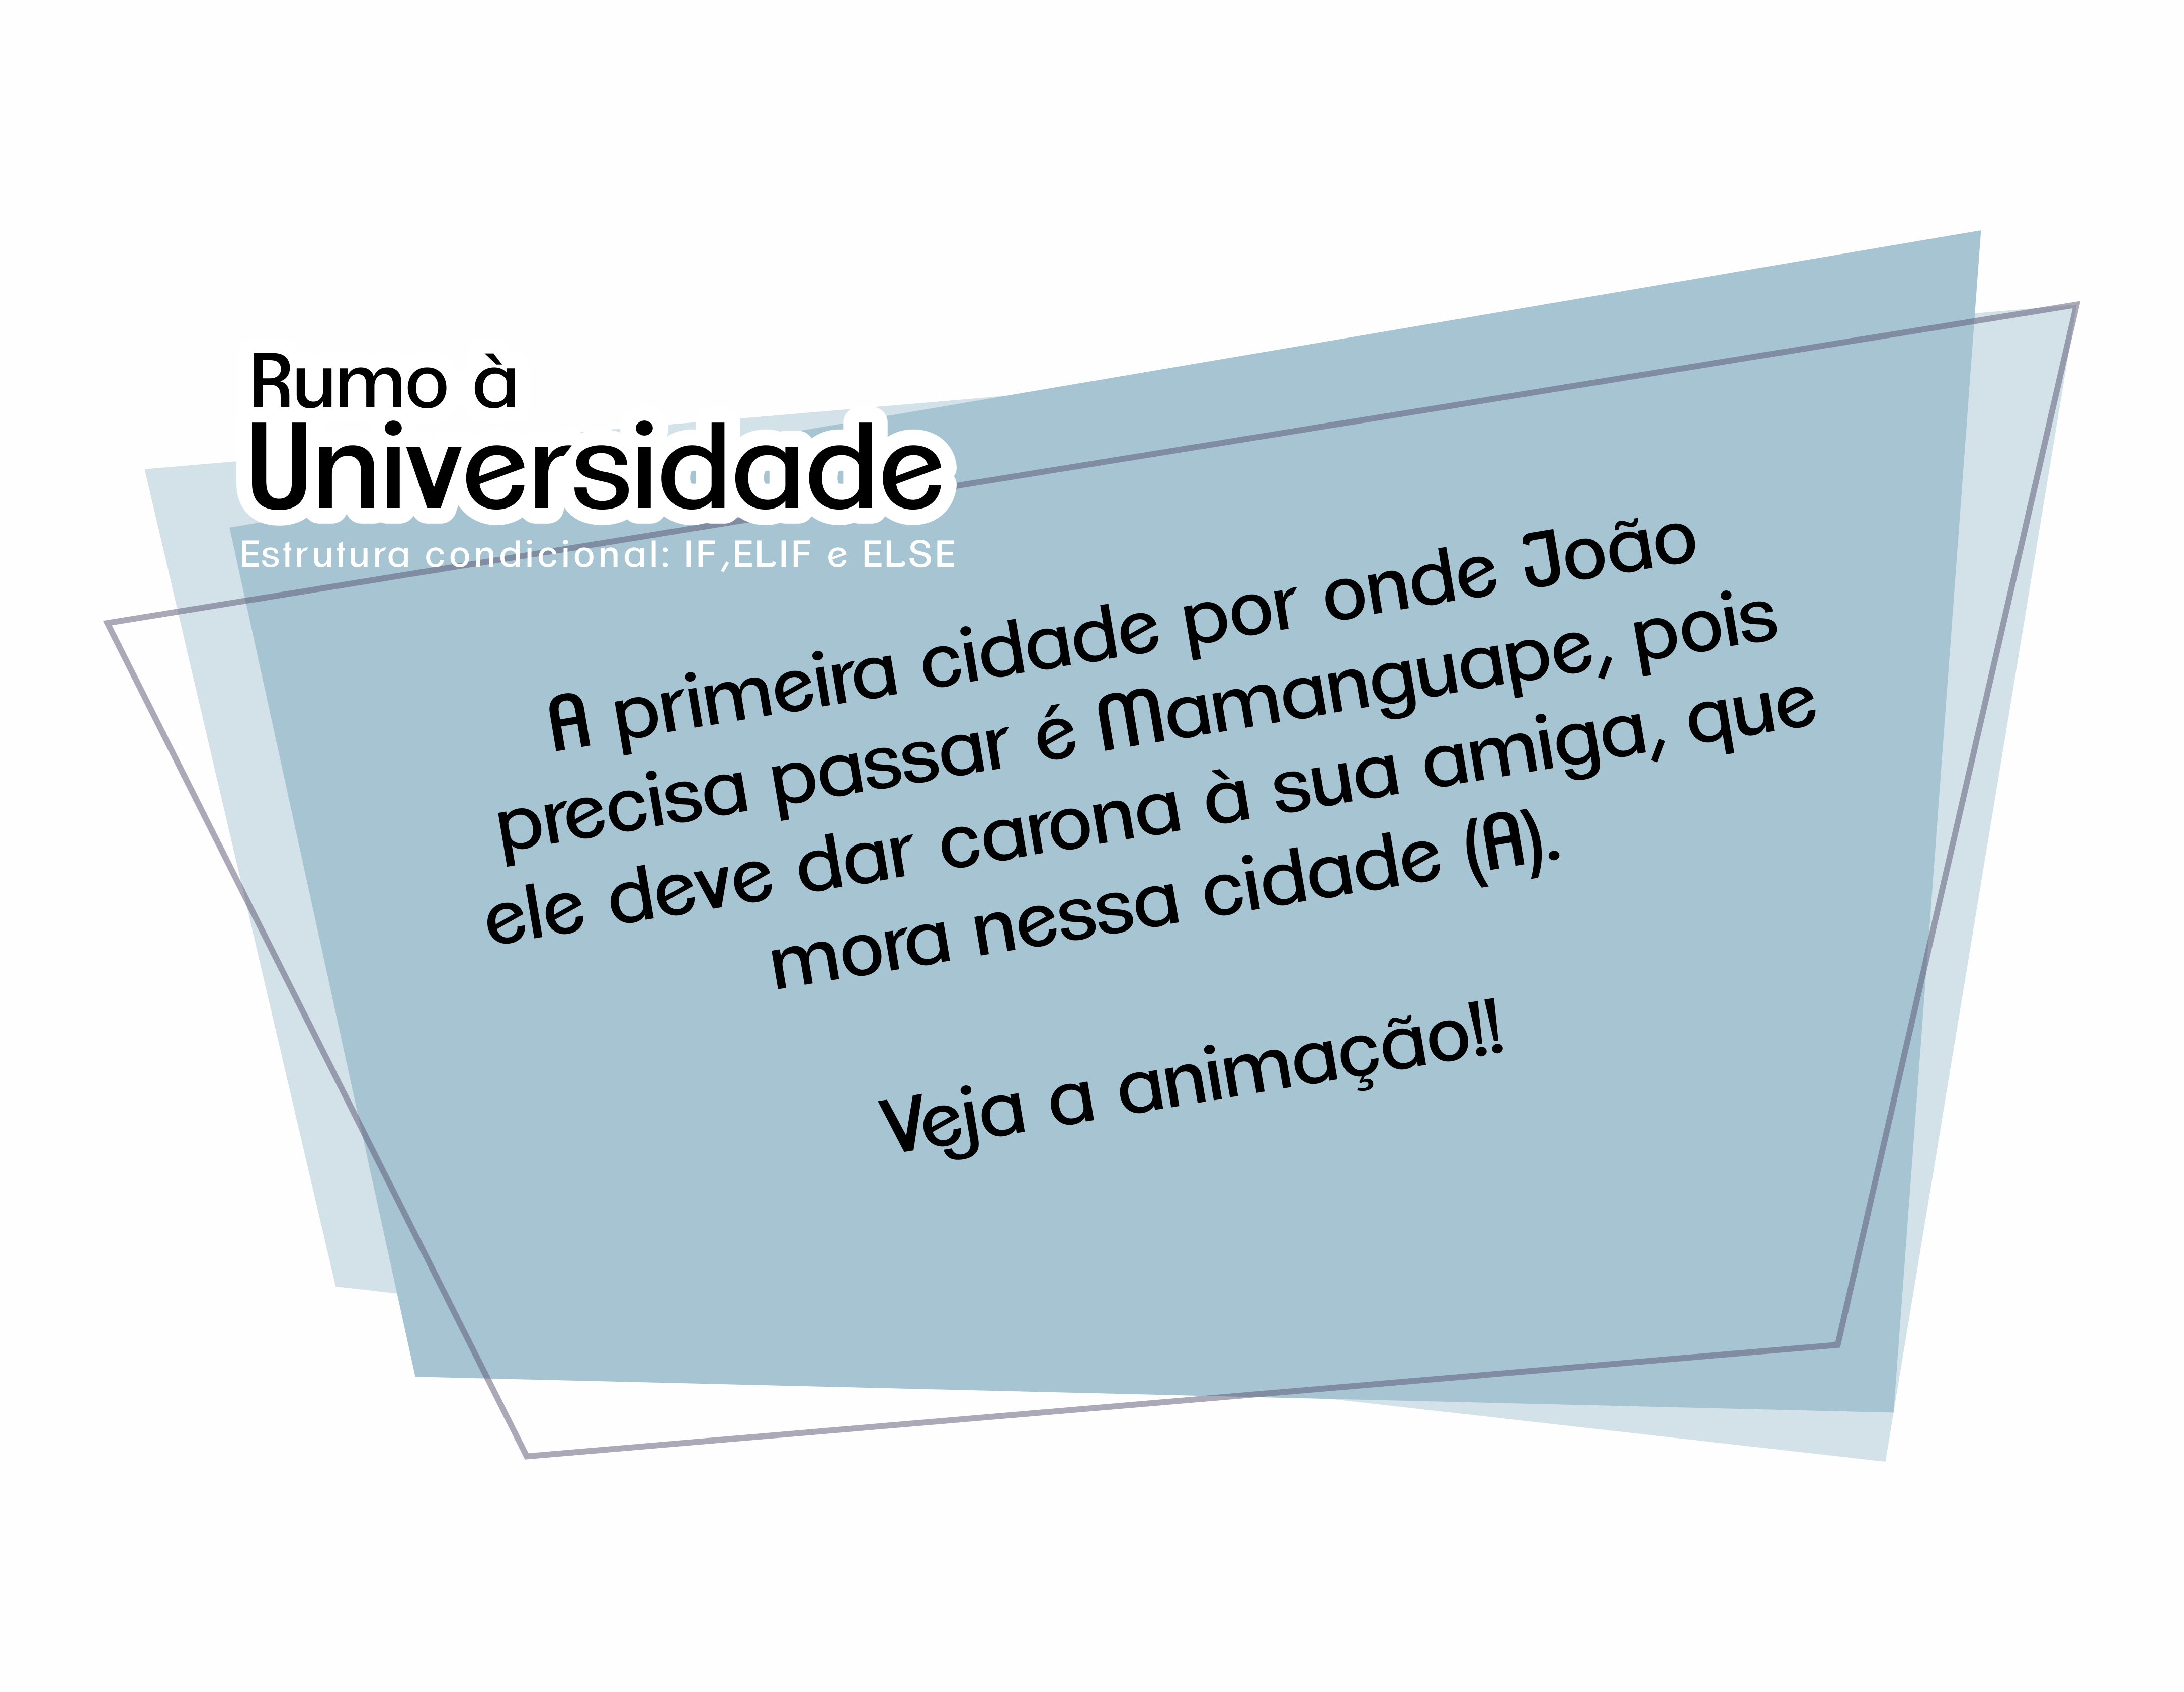 Rumo à
Universidade
Estrutura condicional: IF,ELIF e ELSE
A primeira cidade por onde João
precisa passar é Mamanguape, pois
ele deve dar carona à sua amiga, que
mora nessa cidade (A).
Veja a animação!!